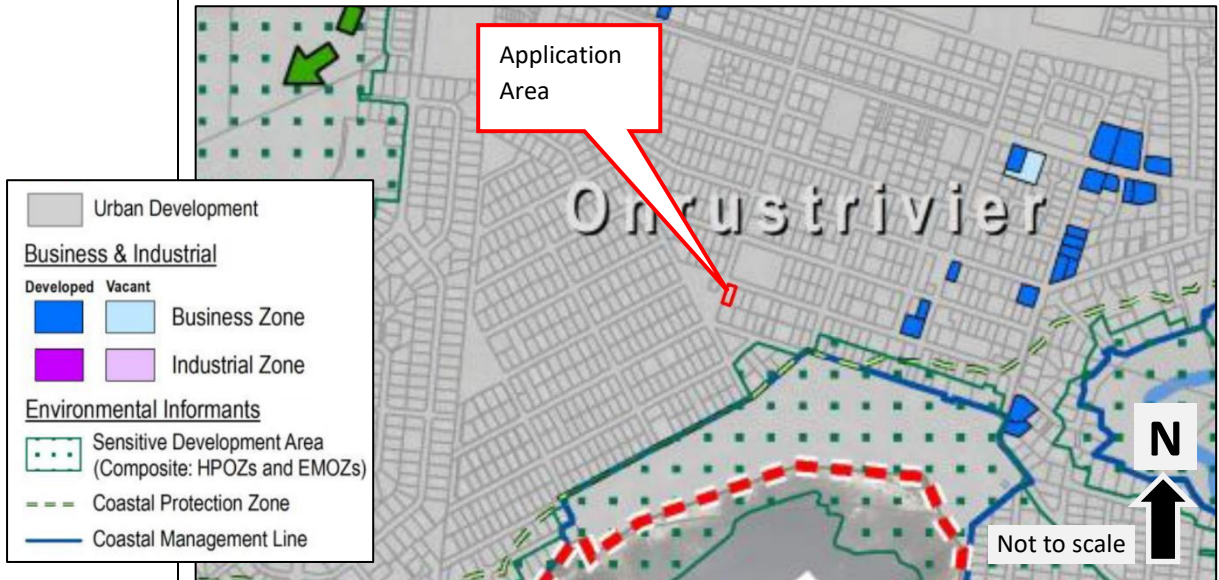 Application
Area
Onrustrivier
Urban Development
Business & Industrial
Developed Vacant
Business Zone
Industrial Zone
Environmental Informants
Sensitive Development Area
(Composite: HPOZs and EMOZs)
Coastal Protection Zone
Coastal Management Line
N
Not to scale